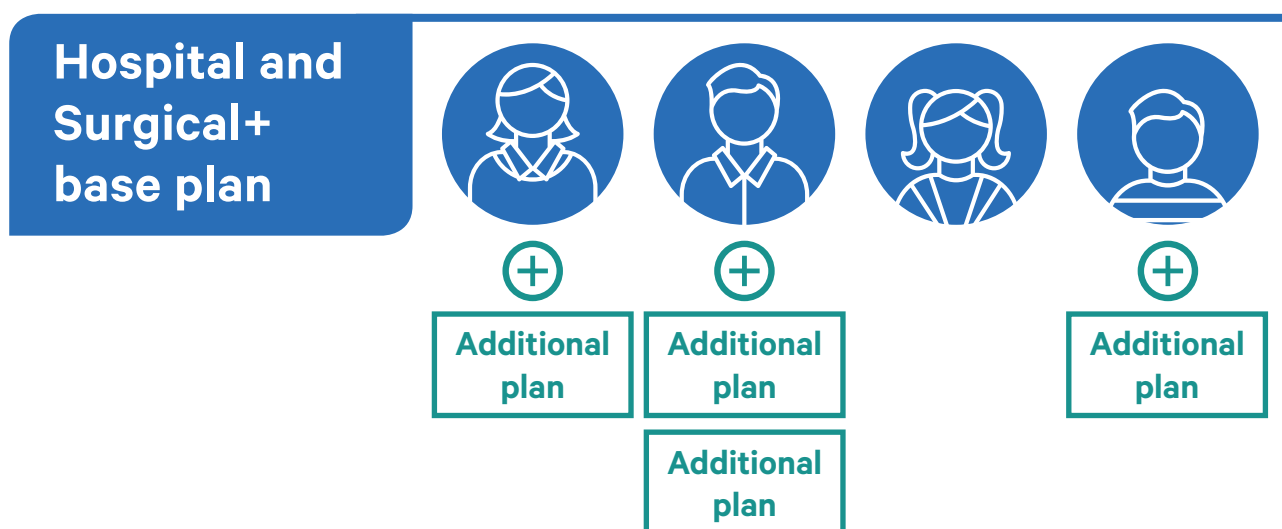 Hospital and
Surgical+
base plan
Additional
plan
Additional
plan
Additional
plan
Additional
plan